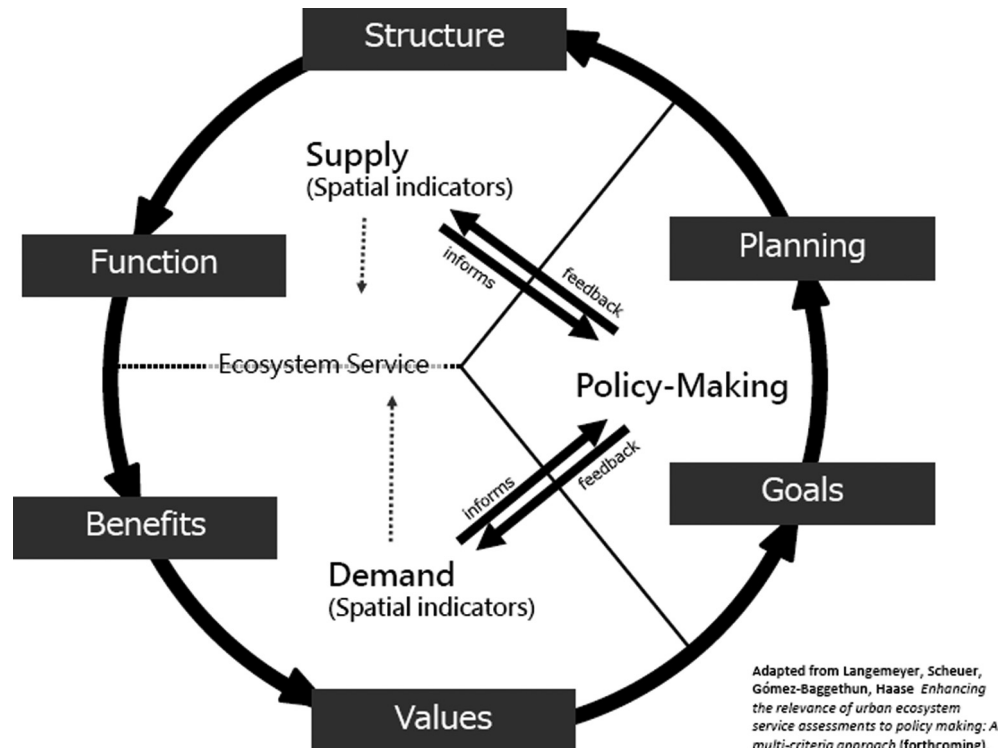 Structure
Supply
(Spatial indicators)
Function
Planning
informs
feedback
Ecosystem Service
Policy-Making
Goals
informs
feedback
Benefits
Demand
(Spatial indicators)
Values
Adapted from Langemeyer, Scheuer,
Gómez-Baggethun, Haase Enhancing
the relevance of urban ecosystem
service assessments to policy making: A
multi-criteria approach (forthcoming)